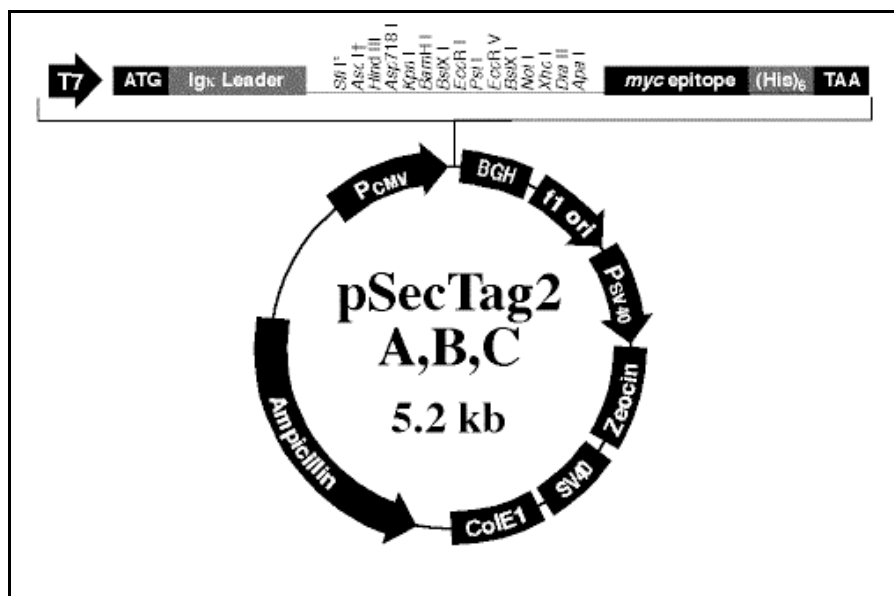 T7
ATG
Igκ Leader
Sfi I*
Asc I†
Hind III
Asp718 I
Kpn I
BamH I
BstX I
EcoR I
Pst I
EcoR V
BstX I
Not I
Xho I
Dra II
Apa I
myc epitope
(His)6
TAA
PCMV
BGH
f1 ori
PSV40
Zeocin
SV40
ColE1
Ampicillin
pSecTag2
A,B,C
5.2 kb